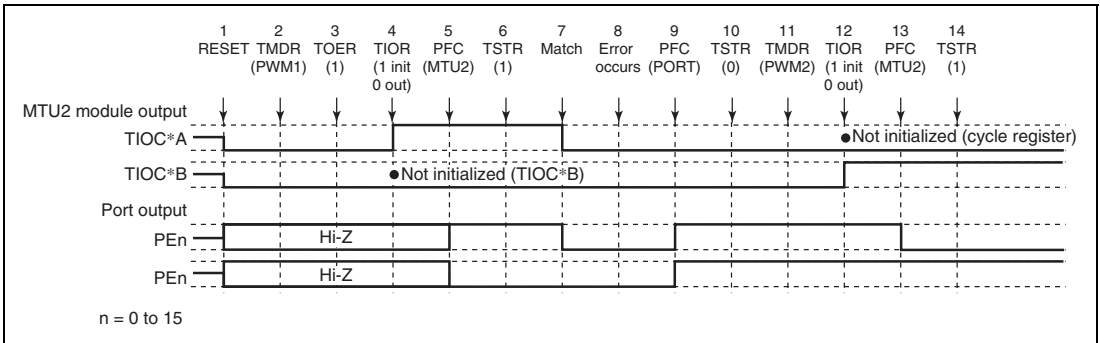 1 2 3 4 5 6 7 8 9 10 11 12 13 14
RESET TMDR TOER TIOR PFC TSTR Match Error PFC TSTR TMDR TIOR PFC TSTR
(PWM1) (1) (1 init (MTU2) (1) occurs (PORT) (0) (PWM2) (1 init (MTU2) (1)
0 out) 0 out)
MTU2 module output
TIOC*A ●Not initialized (cycle register)
TIOC*B ●Not initialized (TIOC*B)
Port output
PEn Hi-Z
PEn Hi-Z
n = 0 to 15